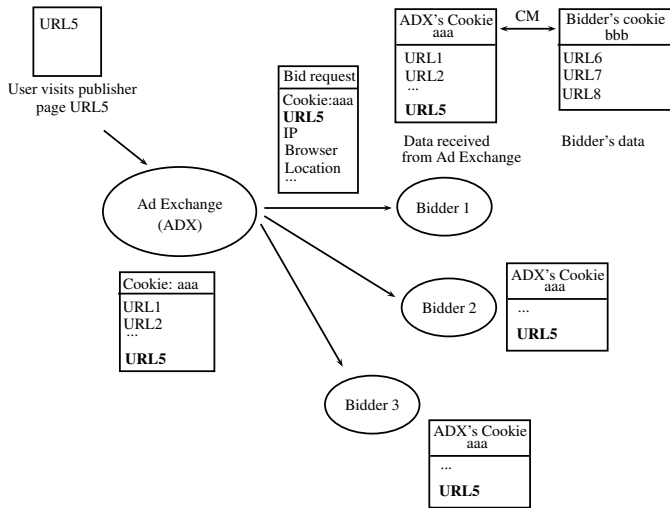 URL5
User visits publisher
page URL5
Bid request
Cookie:aaa
URL5
IP
Browser
Location
...
ADX's Cookie
aaa
URL1
URL2
...
URL5
Data received
from Ad Exchange
CM
Bidder's cookie
bbb
URL6
URL7
URL8
Bidder's data
Ad Exchange
(ADX)
Bidder 1
Cookie: aaa
URL1
URL2
...
URL5
Bidder 2
ADX's Cookie
aaa
...
URL5
Bidder 3
ADX's Cookie
aaa
...
URL5